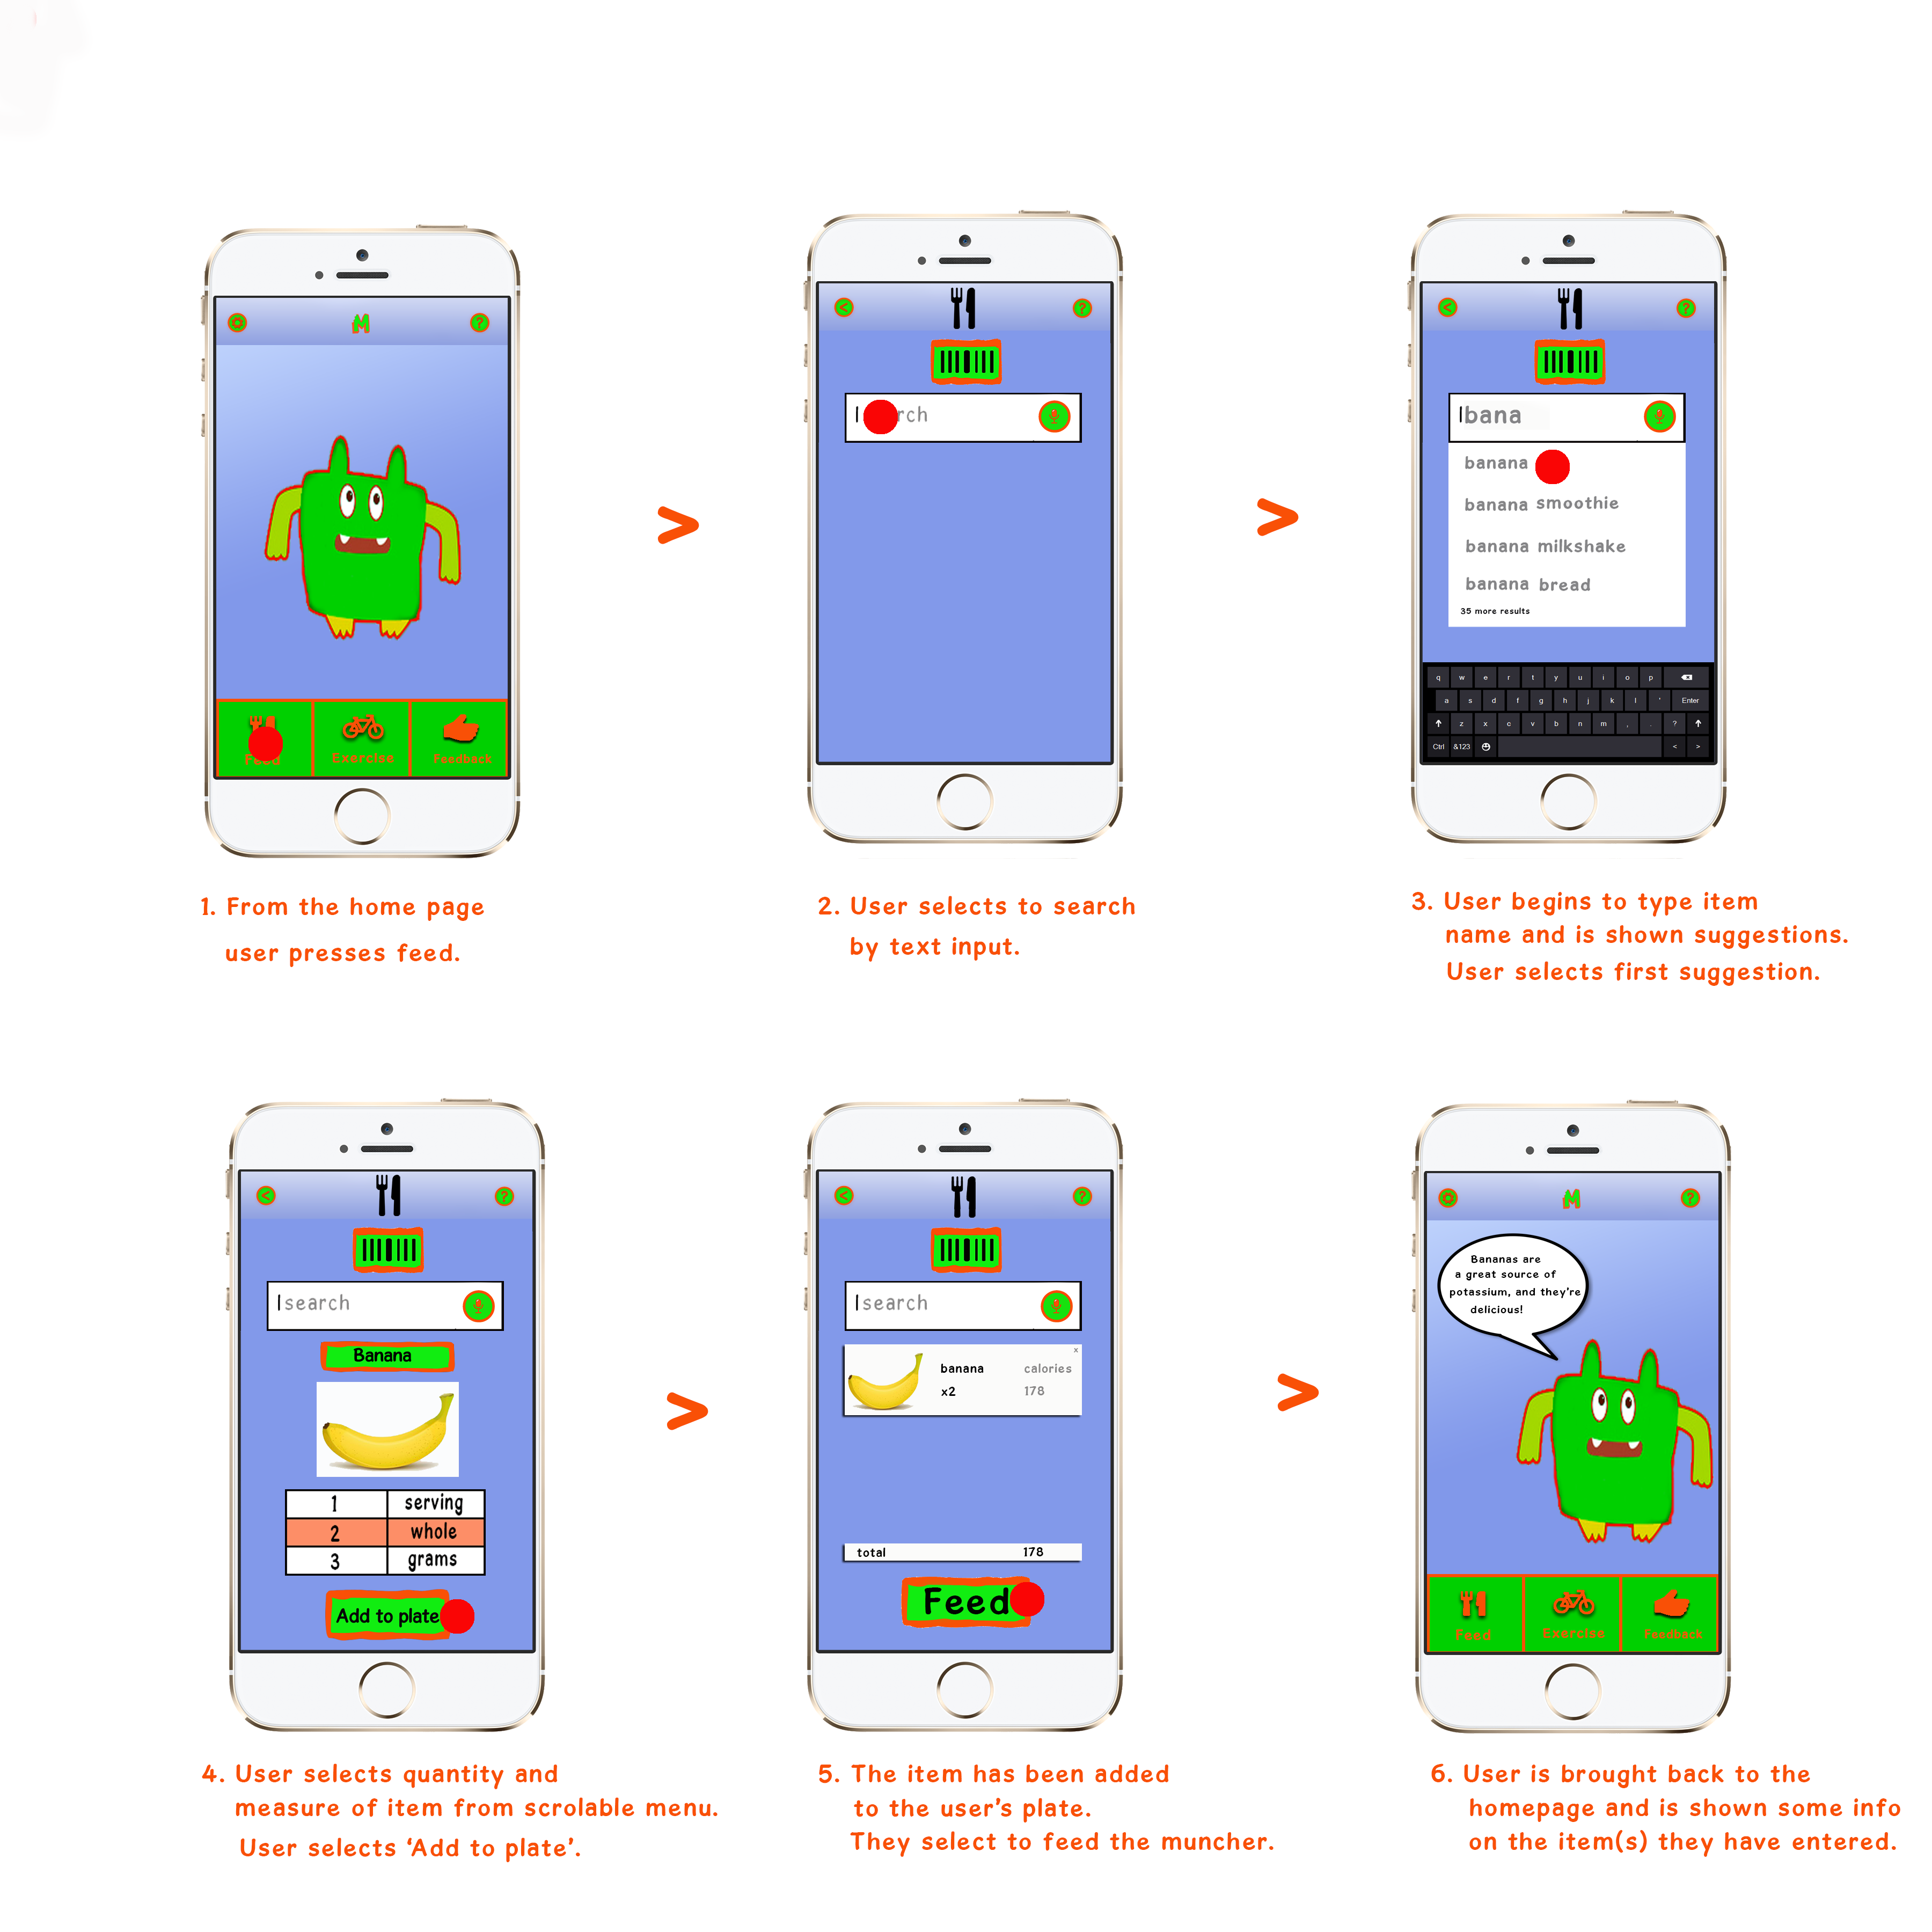 M
?
Feed
Exercise
Feedback
>
1. From the home page
user presses feed.
<
?
rch
2. User selects to search
by text input.
>
<
?
bana
banana
banana smoothie
banana milkshake
banana bread
35 more results
q w e r t y u i o p
a s d f g h j k l ' Enter
z x c v b n m , . ?
Ctrl &123 < >
3. User begins to type item
name and is shown suggestions.
User selects first suggestion.
<
?
search
Banana
1 serving
2 whole
3 grams
Add to plate
4. User selects quantity and
measure of item from scrolable menu.
User selects ‘Add to plate’.
>
<
?
search
x
banana calories
x2 178
total 178
Feed
5. The item has been added
to the user’s plate.
They select to feed the muncher.
>
M
?
Bananas are
a great source of
potassium, and they’re
delicious!
Feed
Exercise
Feedback
6. User is brought back to the
homepage and is shown some info
on the item(s) they have entered.